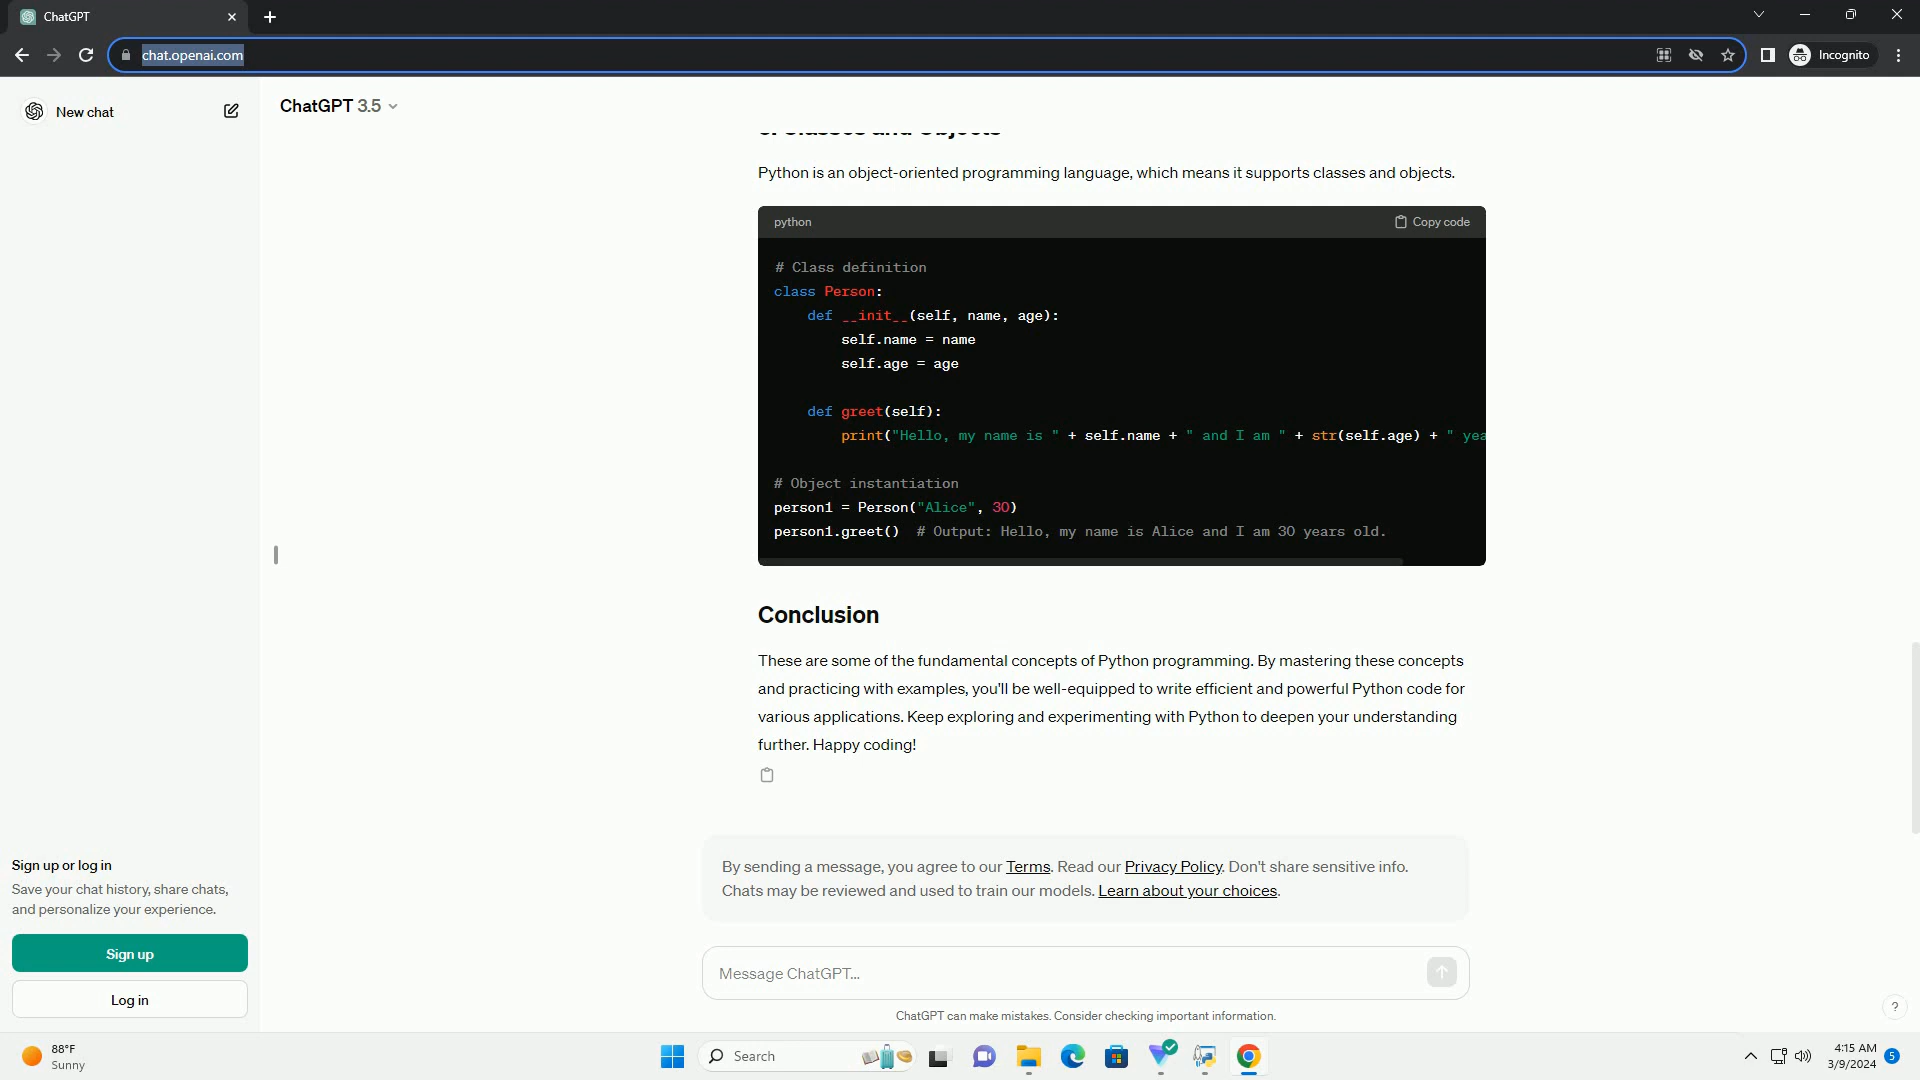 ChatGPT
chat.openai.com
Incognito
New chat
ChatGPT 3.5
Classes and Objects
Python is an object-oriented programming language, which means it supports classes and objects.
python
Copy code
# Class definition
class Person:
def __init__(self, name, age):
self.name = name
self.age = age
def greet(self):
print("Hello, my name is " + self.name + " and I am " + str(self.age) + " yea
# Object instantiation
person1 = Person("Alice", 30)
person1.greet()  # Output: Hello, my name is Alice and I am 30 years old.
Conclusion
These are some of the fundamental concepts of Python programming. By mastering these concepts
and practicing with examples, you'll be well-equipped to write efficient and powerful Python code for
various applications. Keep exploring and experimenting with Python to deepen your understanding
further. Happy coding!
Sign up or log in
Save your chat history, share chats,
and personalize your experience.
Sign up
Log in
By sending a message, you agree to our Terms. Read our Privacy Policy. Don't share sensitive info.
Chats may be reviewed and used to train our models. Learn about your choices.
Message ChatGPT...
ChatGPT can make mistakes. Consider checking important information.
?
88°F
Sunny
Search
4:15 AM
3/9/2024
5